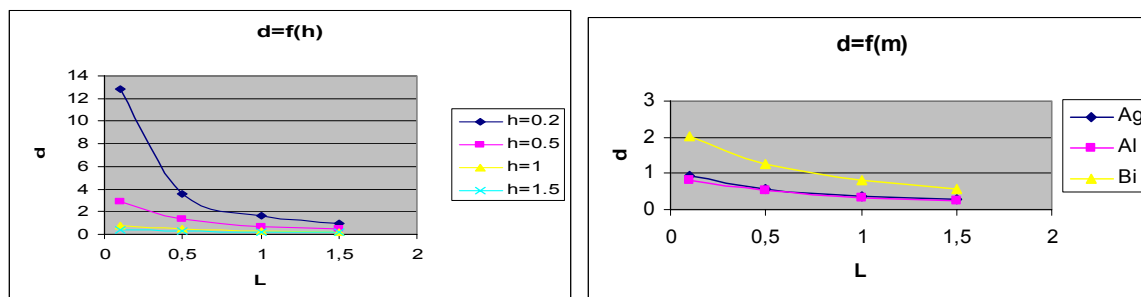 d=f(h)
14
12
10
8
6
4
2
0
d
0 0,5 1 1,5 2
L
h=0.2
h=0.5
h=1
h=1.5
d=f(m)
3
2
1
0
d
0 0,5 1 1,5 2
L
Ag
Al
Bi